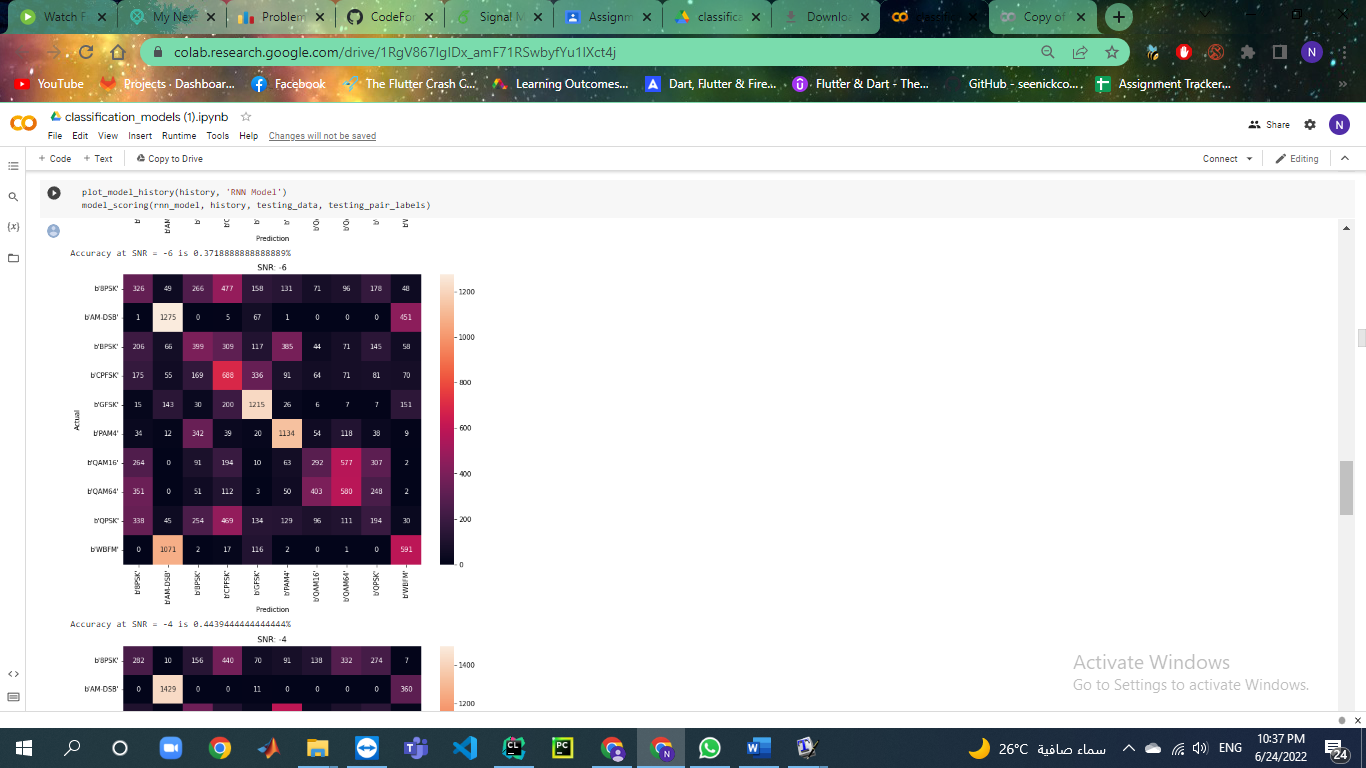 Watch F
My Nex
Problem
CodeFor
Signal M
Assignm
classifica
Downloa
Copy of
colab.research.google.com/drive/1RgV867IgIDx_amF71RSwbyfYu1IXct4j
N
YouTube
Projects · Dashboar...
Facebook
The Flutter Crash C...
Learning Outcomes...
Dart, Flutter & Fire...
Flutter & Dart - The...
GitHub - seenickco...
Assignment Tracker...
»
CO
classification_models (1).ipynb
File Edit View Insert Runtime Tools Help Changes will not be saved
Share
N
+ Code + Text Copy to Drive
Connect
Editing
{x}
plot_model_history(history, 'RNN Model')
model_scoring(rnn_model, history, testing_data, testing_pair_labels)
Prediction
Accuracy at SNR = -6 is 0.3718888888888889%
SNR: -6
b'8PSK' 326 49 266 477 158 131 71 96 178 48
b'AM-DSB' 1 1275 0 5 67 1 0 0 0 451
b'BPSK' 206 66 399 309 117 385 44 71 145 58
b'CPFSK' 175 55 169 688 336 91 64 71 81 70
b'GFSK' 15 143 30 200 1215 26 6 7 7 151
b'PAM4' 34 12 342 39 20 1134 54 118 38 9
b'QAM16' 264 0 91 194 10 63 292 577 307 2
b'QAM64' 351 0 51 112 3 50 403 580 248 2
b'QPSK' 338 45 254 469 134 129 96 111 194 30
b'WBFM' 0 1071 2 17 116 2 0 1 0 591
Actual
b'8PSK' b'AM-DSB' b'BPSK' b'CPFSK' b'GFSK' b'PAM4' b'QAM16' b'QAM64' b'QPSK' b'WBFM'
Prediction
1200
1000
800
600
400
200
0
Accuracy at SNR = -4 is 0.4439444444444444%
SNR: -4
b'8PSK' 282 10 156 440 70 91 138 332 274 7
b'AM-DSB' 0 1429 0 0 11 0 0 0 0 360
1400
1200
Activate Windows
Go to Settings to activate Windows.
26°C سماء صافية
ENG
10:37 PM
6/24/2022
24